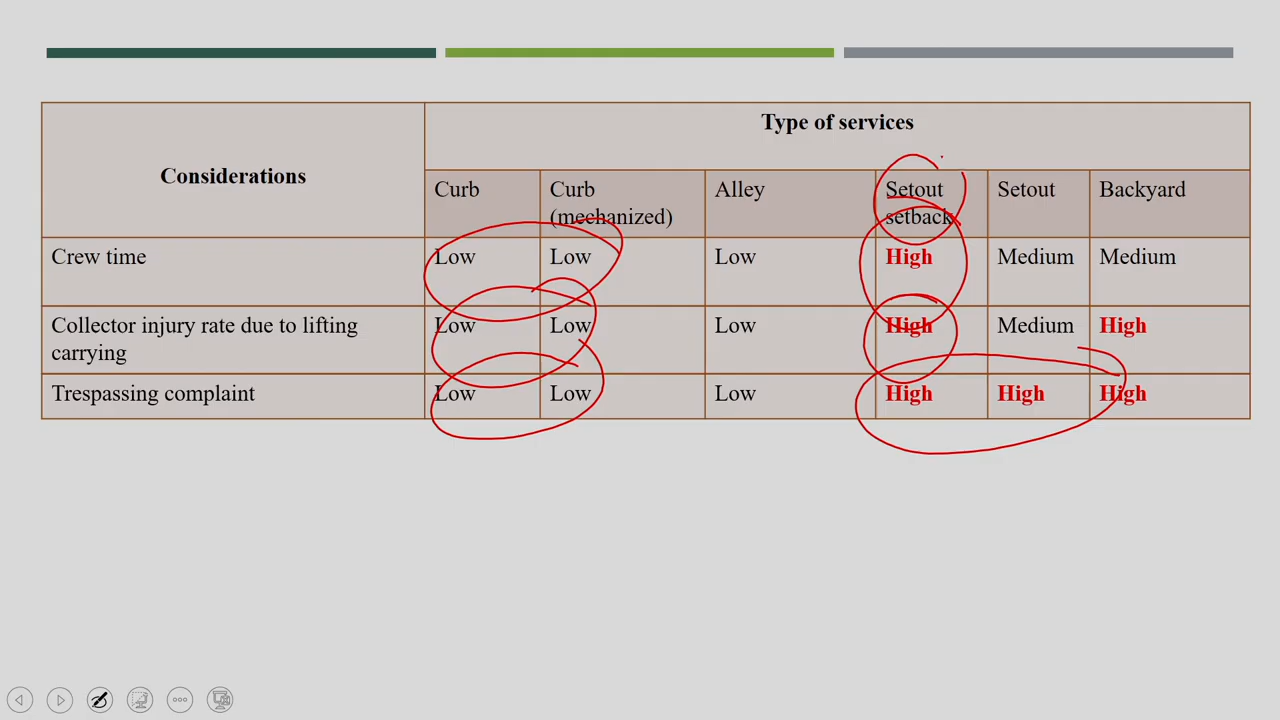 Type of services
Considerations
Curb Curb Alley Setout Setout Backyard
(mechanized) setback
Crew time Low Low Low High Medium Medium
Collector injury rate due to lifting Low Low Low High Medium High
carrying
Trespassing complaint Low Low Low High High High